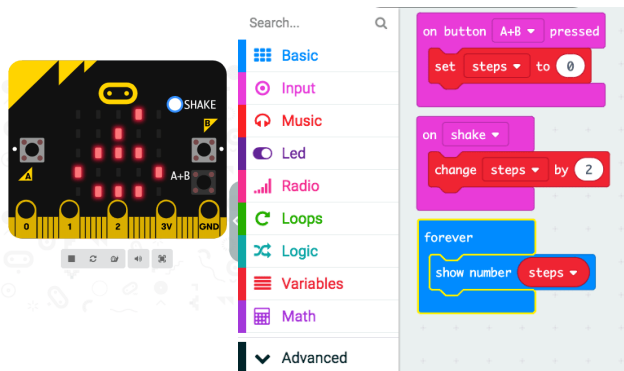 SHAKE
B
A
A+B
0 1 2 3V GND
Search...
Basic
Input
Music
Led
Radio
Loops
Logic
Variables
Math
Advanced
on button A+B pressed
set steps to 0
on shake
change steps by 2
forever
show number steps